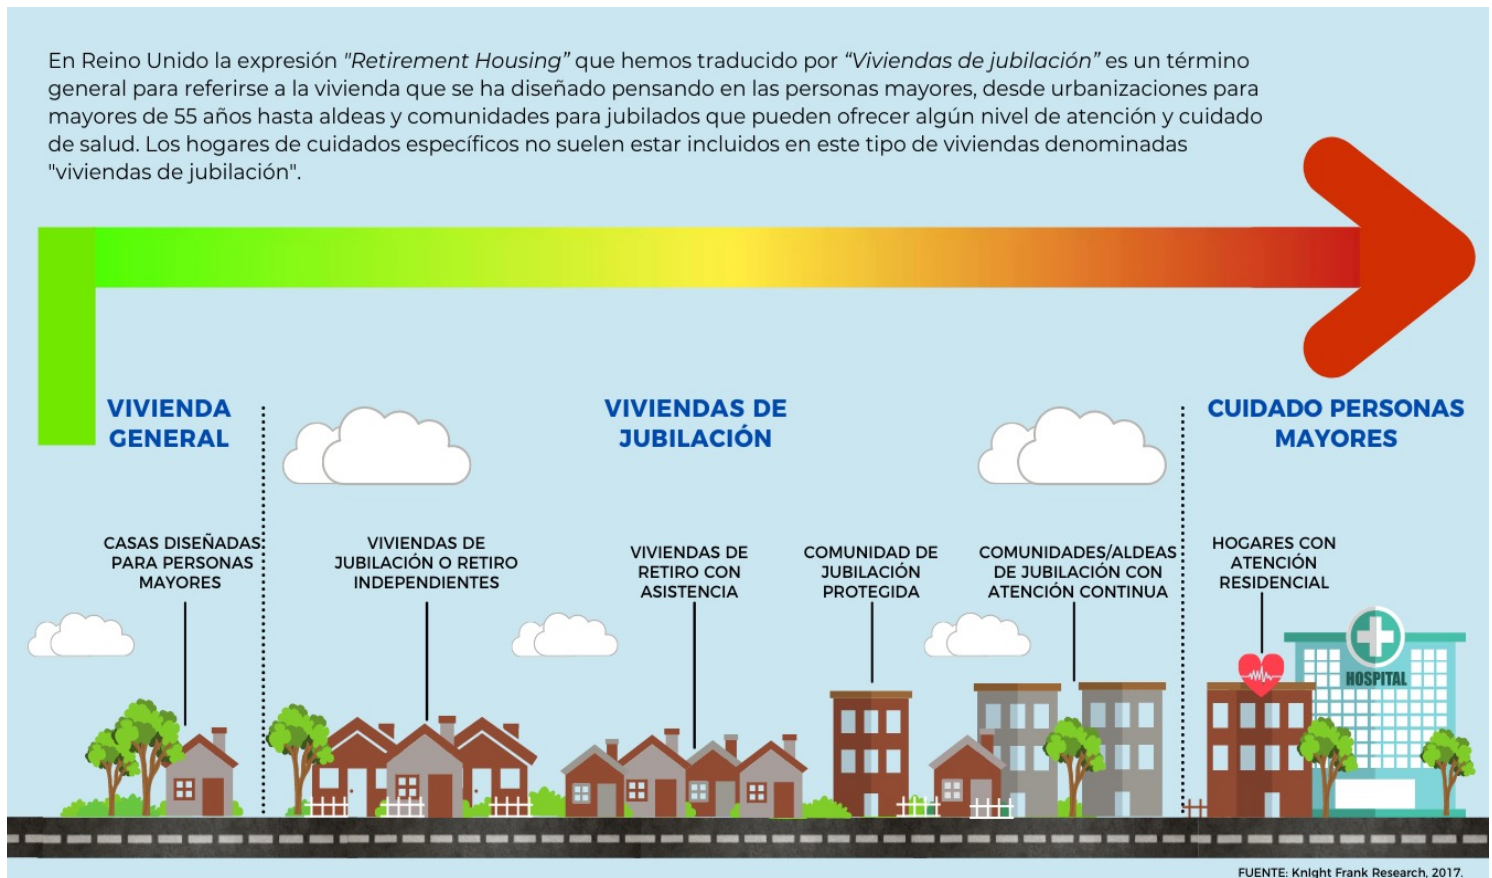 En Reino Unido la expresión "Retirement Housing” que hemos traducido por “Viviendas de jubilación” es un término
general para referirse a la vivienda que se ha diseñado pensando en las personas mayores, desde urbanizaciones para
mayores de 55 años hasta aldeas y comunidades para jubilados que pueden ofrecer algún nivel de atención y cuidado
de salud. Los hogares de cuidados específicos no suelen estar incluidos en este tipo de viviendas denominadas
"viviendas de jubilación".
VIVIENDA
GENERAL
VIVIENDAS DE
JUBILACIÓN
CUIDADO PERSONAS
MAYORES
CASAS DISEÑADAS
PARA PERSONAS
MAYORES
VIVIENDAS DE
JUBILACIÓN O RETIRO
INDEPENDIENTES
VIVIENDAS DE
RETIRO CON
ASISTENCIA
COMUNIDAD DE
JUBILACIÓN
PROTEGIDA
COMUNIDADES/ALDEAS
DE JUBILACIÓN CON
ATENCIÓN CONTINUA
HOGARES CON
ATENCIÓN
RESIDENCIAL
HOSPITAL
FUENTE: Knight Frank Research, 2017.